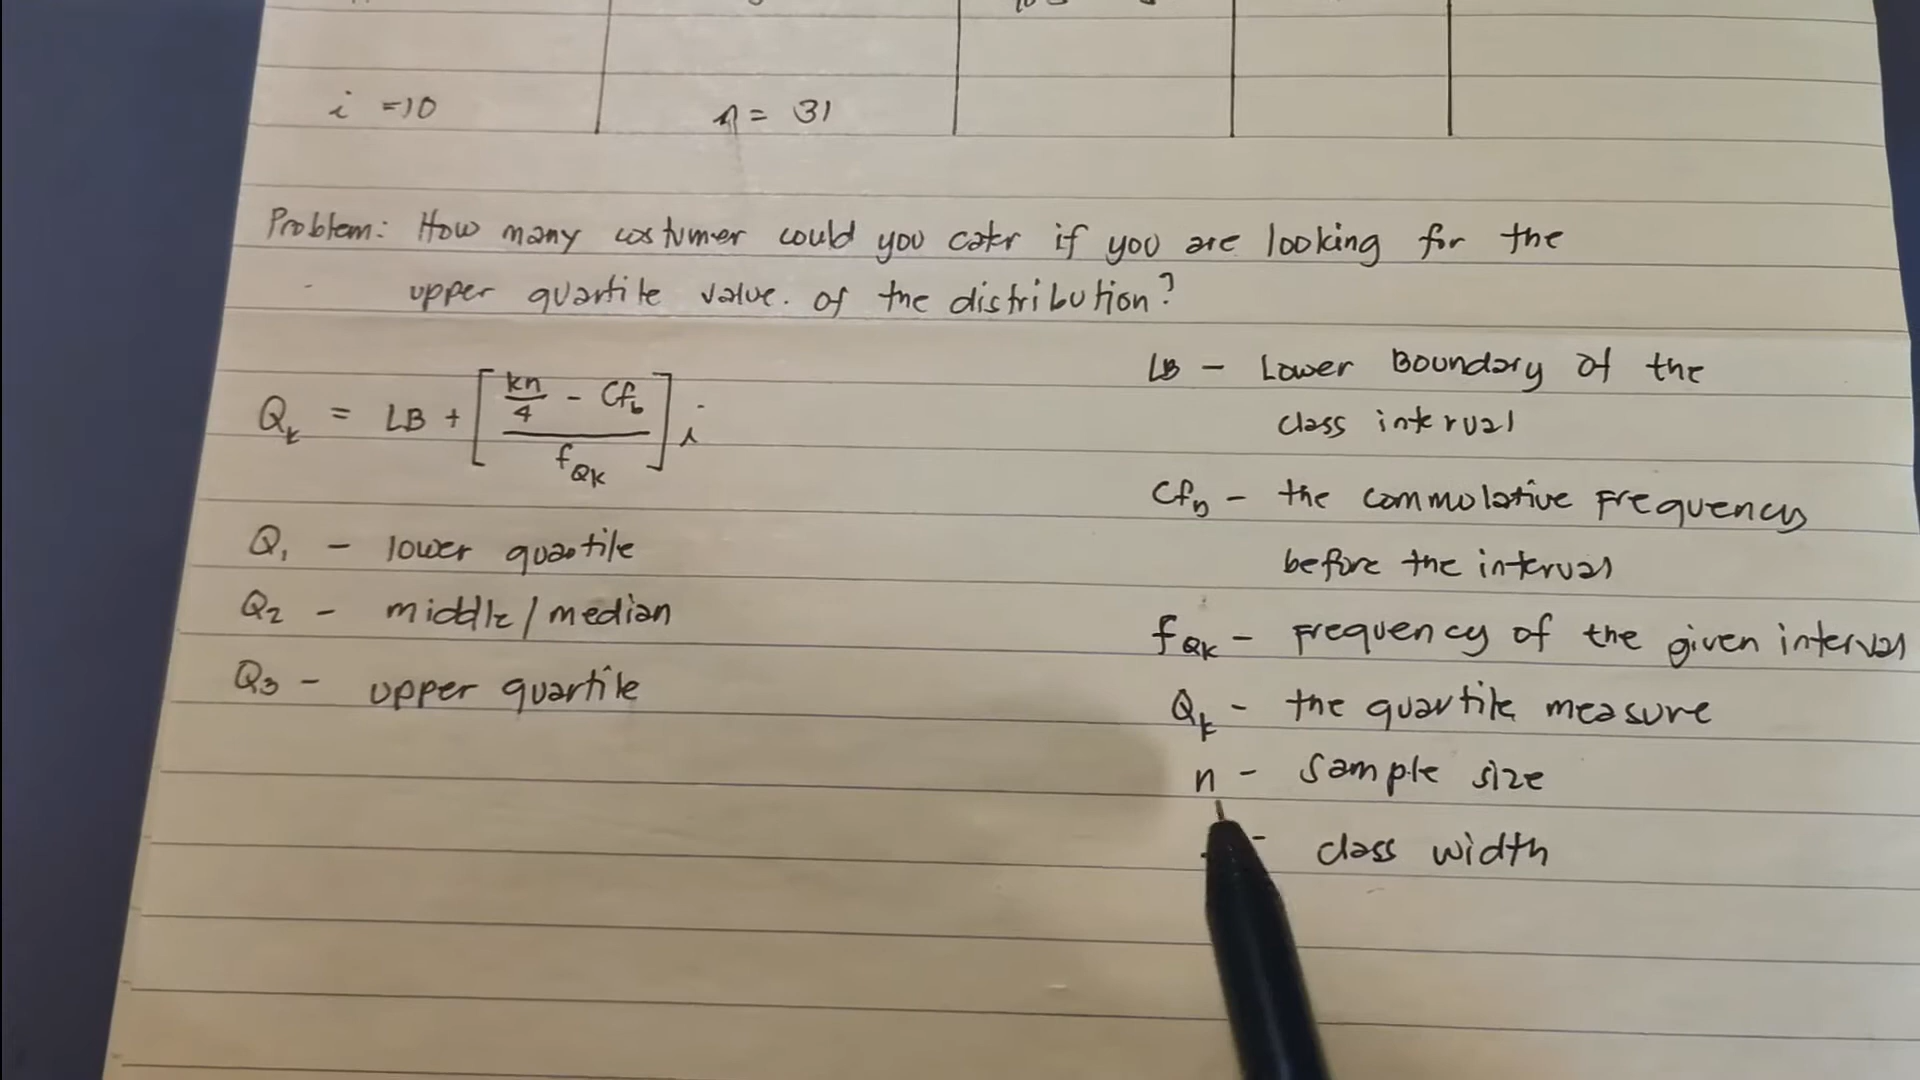 i =10
n = 31
Problem: How many costumer could you cater if you are looking for the
upper quartile value. of the distribution?
Qk = LB + [ kn/4 - Cfb / fQk ] i
Q1 - lower quartile
Q2 - middle/median
Q3 - upper quartile
LB - Lower Boundary of the
class interval
Cfb - the commolative Frequency
before the interval
fQk - Frequency of the given interval
Qk - the quartile measure
n - sample size
- class width